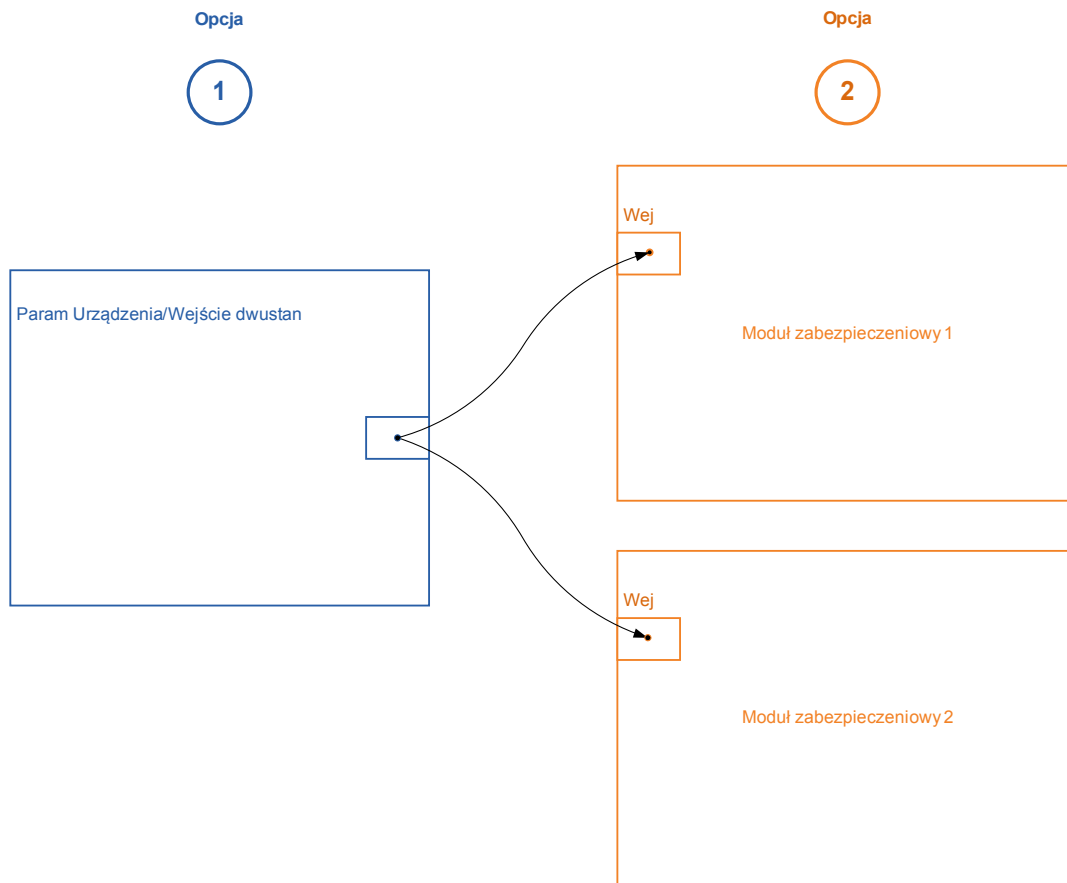 Opcja
1
Opcja
2
Param Urządzenia/Wejście dwustan
Wej
Moduł zabezpieczeniowy 1
Wej
Moduł zabezpieczeniowy 2